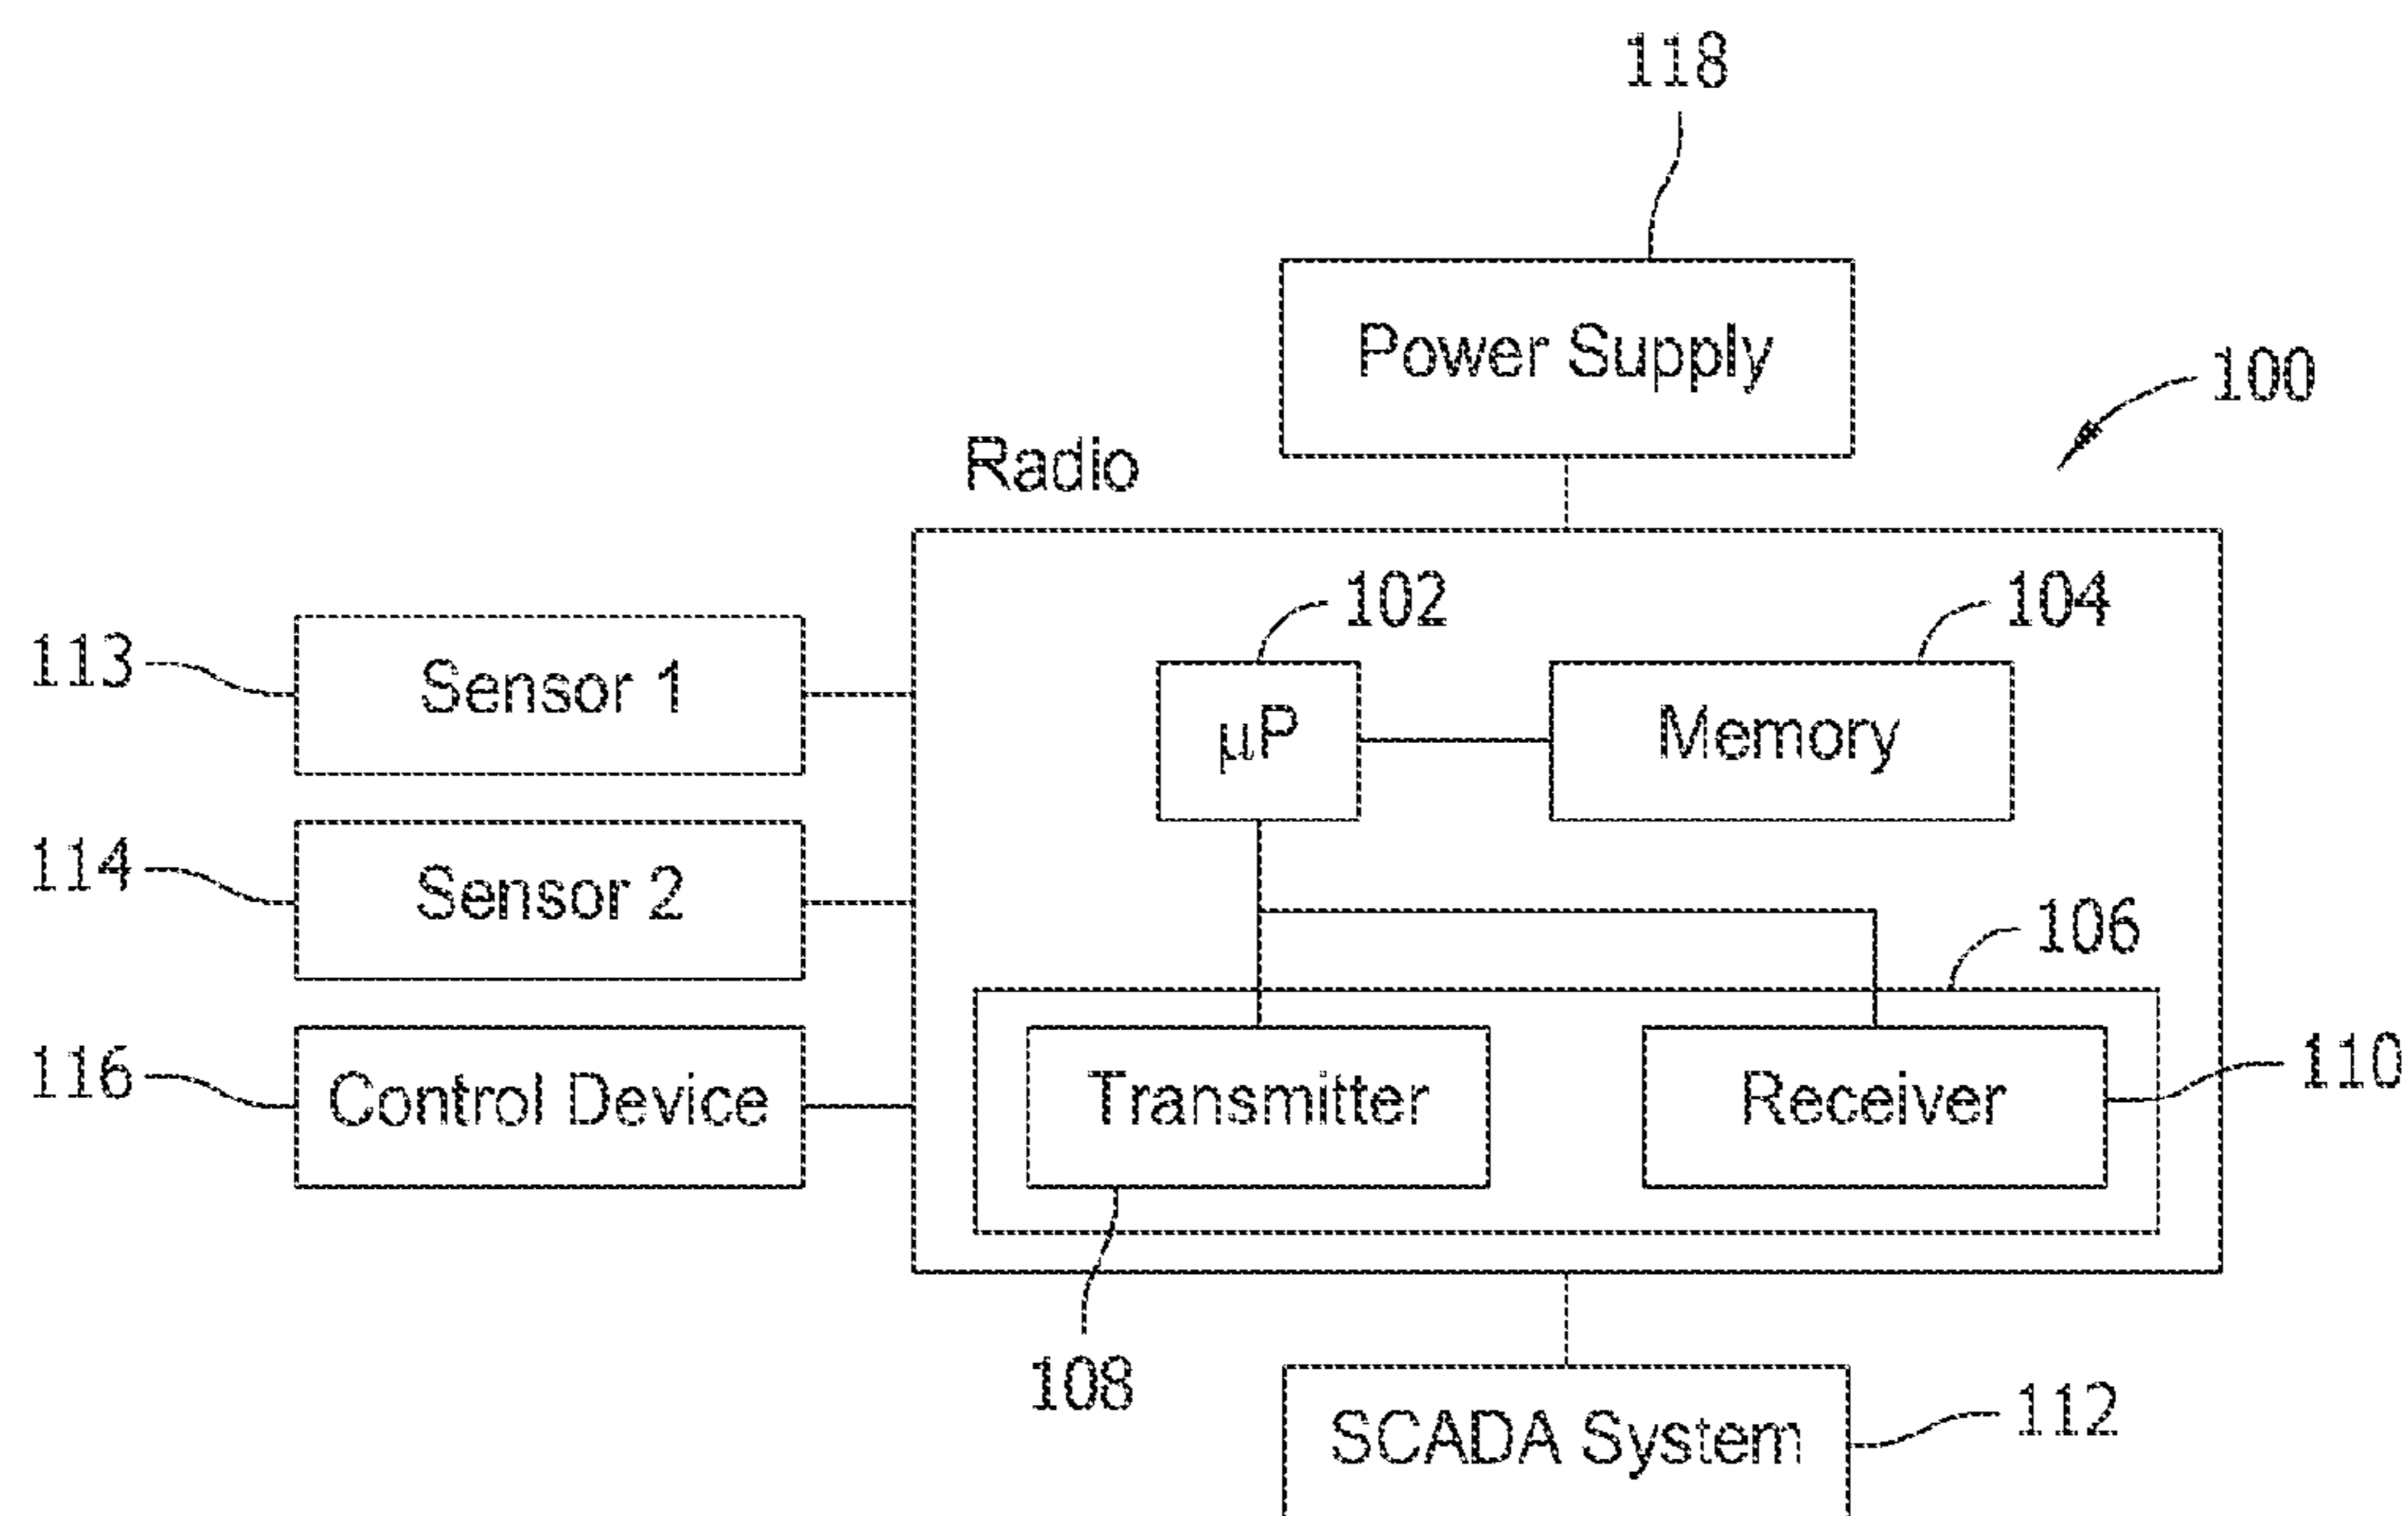 118
Power Supply
100
Radio
102
104
113
Sensor 1
µP
Memory
114
Sensor 2
106
116
Control Device
Transmitter
Receiver
110
108
SCADA System
112